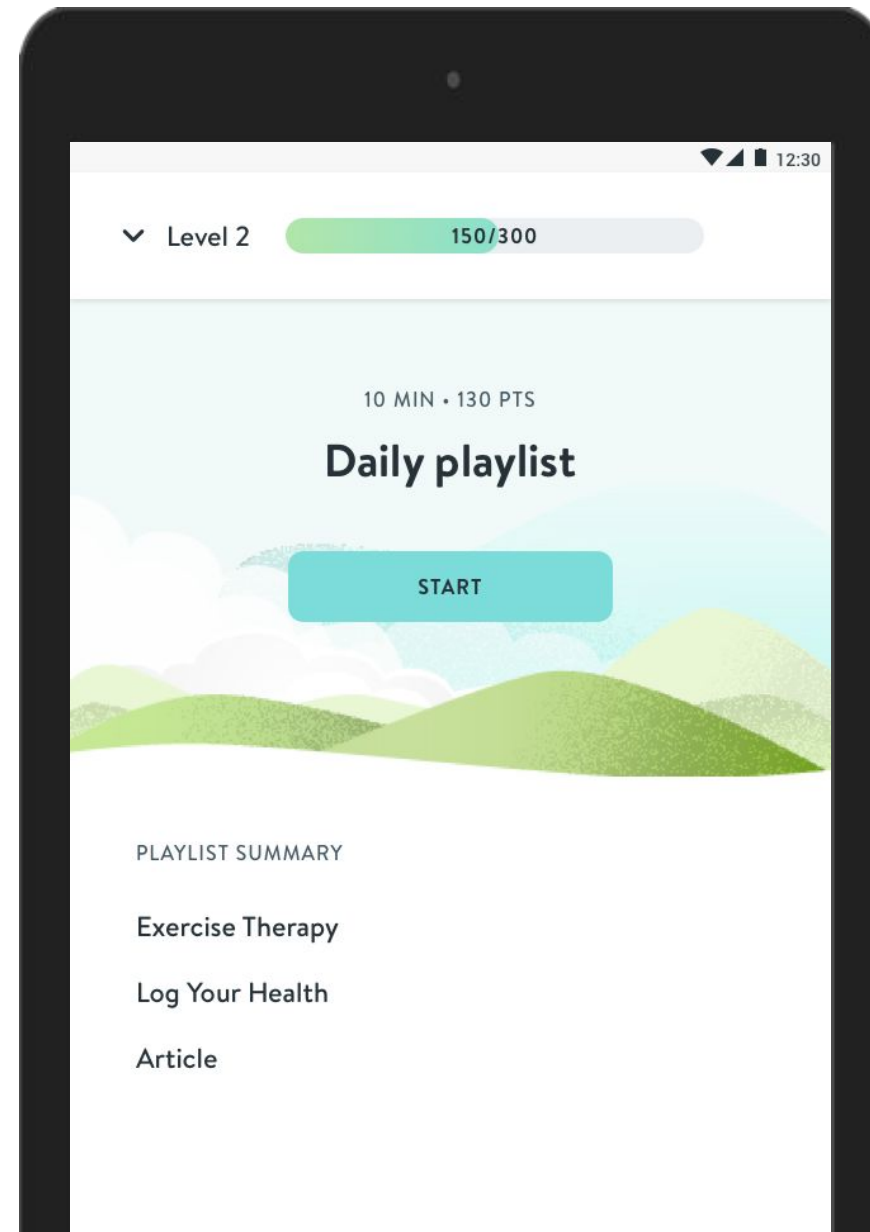 12:30
Level 2
150/300
10 MIN • 130 PTS
Daily playlist
START
PLAYLIST SUMMARY
Exercise Therapy
Log Your Health
Article